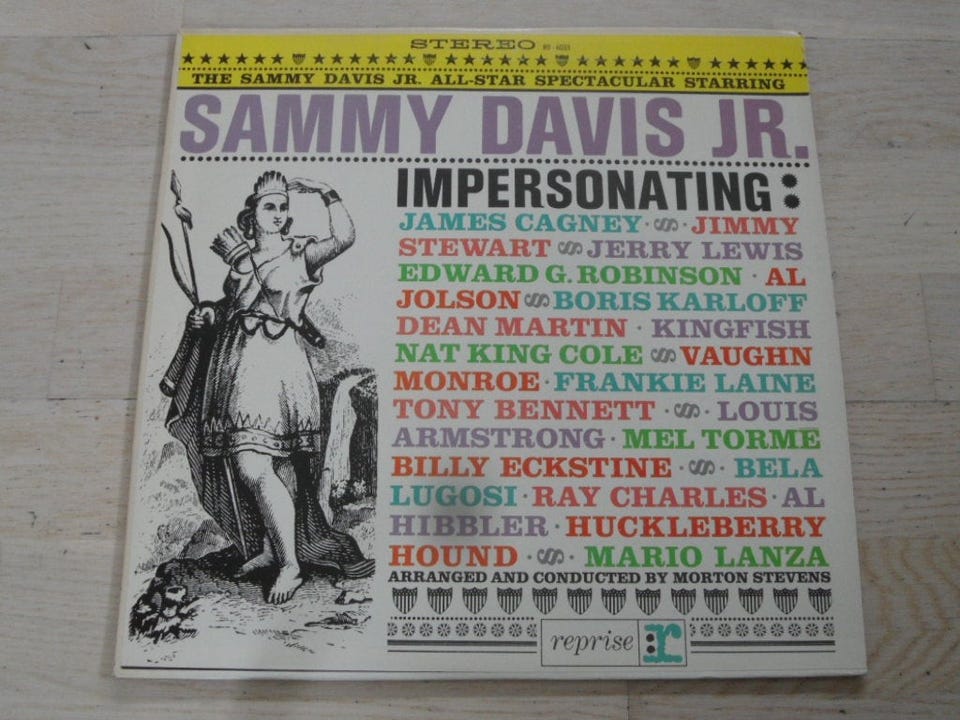 STEREO
THE SAMMY DAVIS JR. ALL-STAR SPECTACULAR STARRING
SAMMY DAVIS JR.
IMPERSONATING:
JAMES CAGNEY · JIMMY
STEWART JERRY LEWIS
EDWARD G. ROBINSON · AL
JOLSON BORIS KARLOFF
DEAN MARTIN · KINGFISH
NAT KING COLE VAUGHN
MONROE · FRANKIE LAINE
TONY BENNETT · LOUIS
ARMSTRONG · MEL TORMĒ
BILLY ECKSTINE · BELA
LUGOSI · RAY CHARLES · AL
HIBBLER · HUCKLEBERRY
HOUND · MARIO LANZA
ARRANGED AND CONDUCTED BY MORTON STEVENS
reprise r: